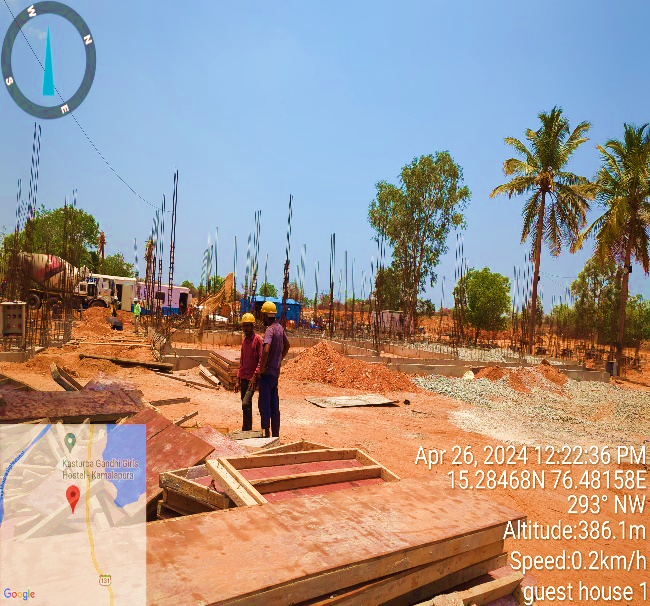 W
N
S
E
Kasturba Gandhi Girls
Hostel - Kamalapura
131
Google
Apr 26, 2024 12:22:36 PM
15.28468N 76.48158E
293° NW
Altitude:386.1m
Speed:0.2km/h
guest house 1